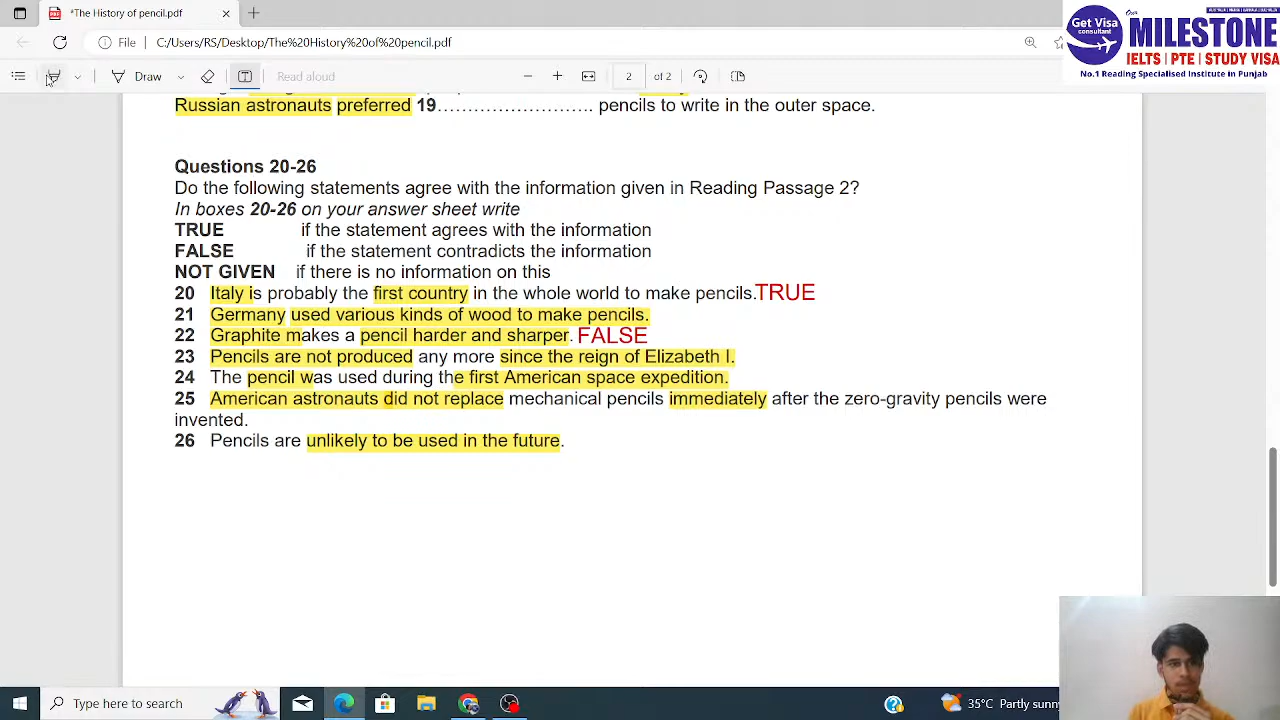 *The History of pencil.pdf
File C:/Users/RS/Desktop/The%20History%20of%20pencil.pdf
Draw Read aloud 2 of 2
Get Visa
consultant
Over
MILESTONE
IELTS | PTE | STUDY VISA
No.1 Reading Specialised Institute in Punjab
Russian astronauts preferred 19………………………. pencils to write in the outer space.
Questions 20-26
Do the following statements agree with the information given in Reading Passage 2?
In boxes 20-26 on your answer sheet write
TRUE if the statement agrees with the information
FALSE if the statement contradicts the information
NOT GIVEN if there is no information on this
20 Italy is probably the first country in the whole world to make pencils.TRUE
21 Germany used various kinds of wood to make pencils.
22 Graphite makes a pencil harder and sharper. FALSE
23 Pencils are not produced any more since the reign of Elizabeth I.
24 The pencil was used during the first American space expedition.
25 American astronauts did not replace mechanical pencils immediately after the zero-gravity pencils were
invented.
26 Pencils are unlikely to be used in the future.
Type here to search
35°C Partly sunny